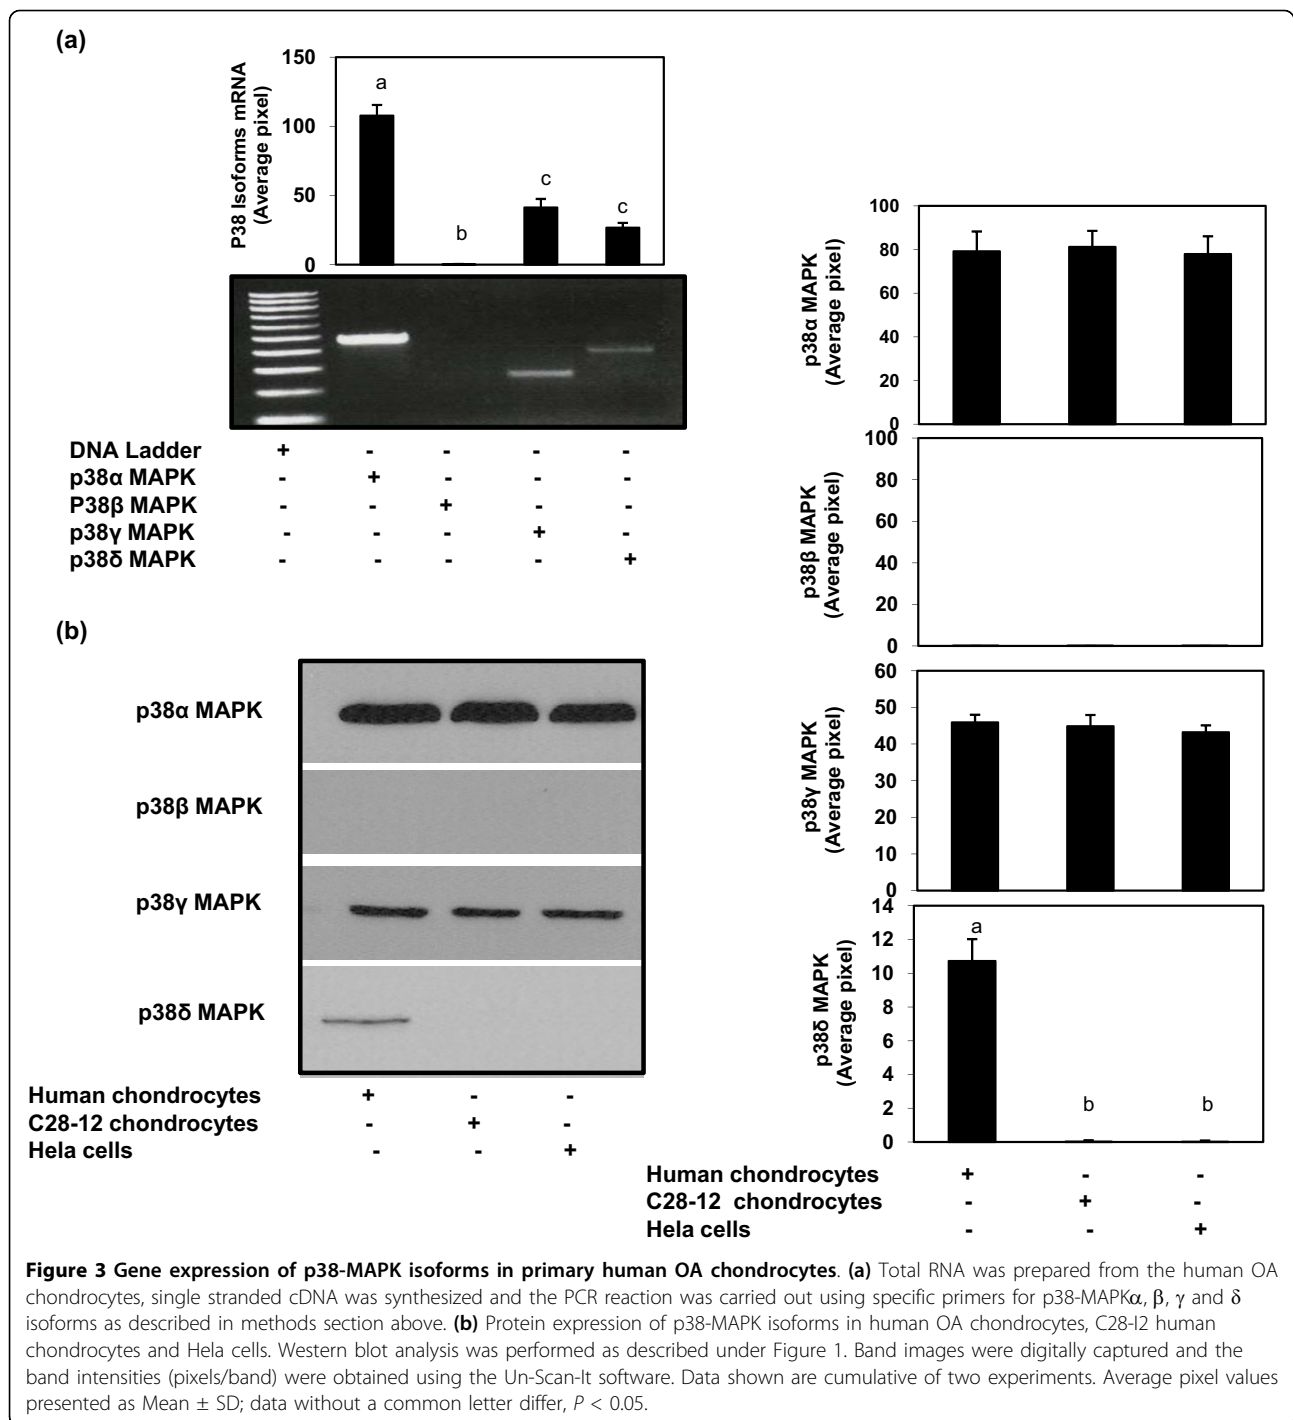 (a)
P38 Isoforms mRNA
(Average pixel)
150
100
50
0
a
b
c
c
DNA Ladder + - - - -
p38α MAPK - + - - -
P38β MAPK - - + - -
p38γ MAPK - - - + -
p38δ MAPK - - - - +
(b)
p38α MAPK
p38β MAPK
p38γ MAPK
p38δ MAPK
Human chondrocytes + - -
C28-12 chondrocytes - + -
Hela cells - - +
p38α MAPK
(Average pixel)
100
80
60
40
20
0
p38β MAPK
(Average pixel)
100
80
60
40
20
0
p38γ MAPK
(Average pixel)
60
50
40
30
20
10
0
p38δ MAPK
(Average pixel)
14
12
10
8
6
4
2
0
a
b
b
Human chondrocytes + - -
C28-12 chondrocytes - + -
Hela cells - - +
Figure 3 Gene expression of p38-MAPK isoforms in primary human OA chondrocytes. (a) Total RNA was prepared from the human OA
chondrocytes, single stranded cDNA was synthesized and the PCR reaction was carried out using specific primers for p38-MAPKα, β, γ and δ
isoforms as described in methods section above. (b) Protein expression of p38-MAPK isoforms in human OA chondrocytes, C28-I2 human
chondrocytes and Hela cells. Western blot analysis was performed as described under Figure 1. Band images were digitally captured and the
band intensities (pixels/band) were obtained using the Un-Scan-It software. Data shown are cumulative of two experiments. Average pixel values
presented as Mean ± SD; data without a common letter differ, P < 0.05.